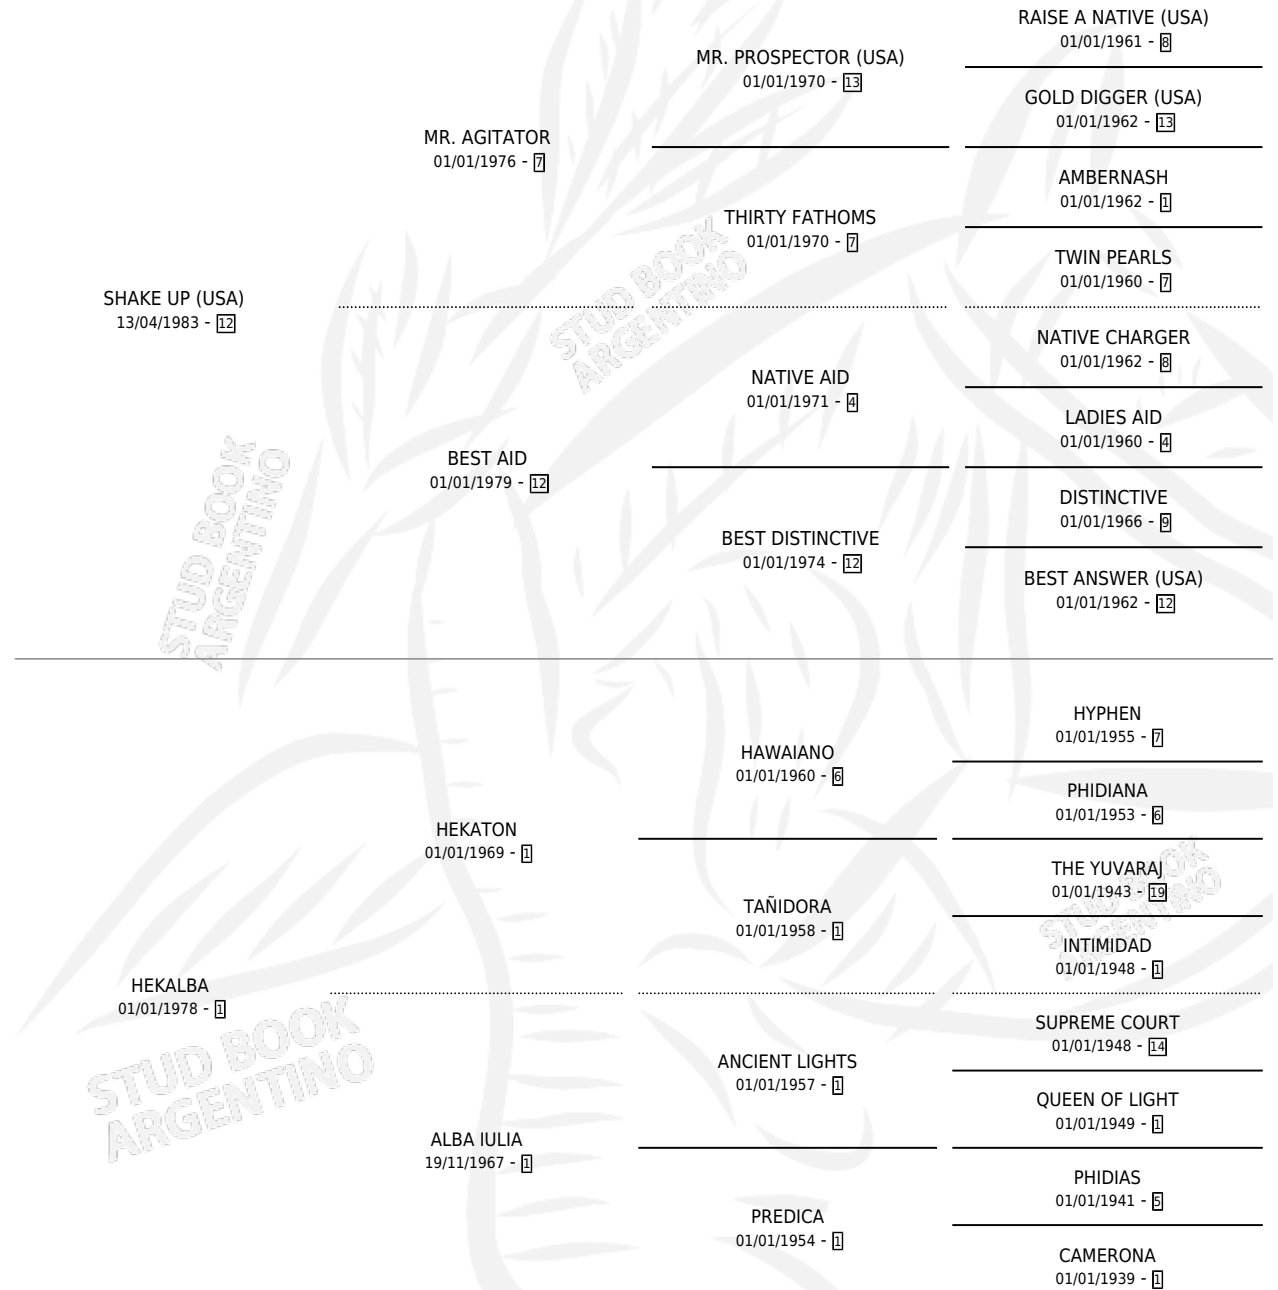 RAISE A NATIVE (USA)
01/01/1961 - 8
MR. PROSPECTOR (USA)
01/01/1970 - 13
GOLD DIGGER (USA)
01/01/1962 - 13
MR. AGITATOR
01/01/1976 - 7
AMBERNASH
01/01/1962 - 1
THIRTY FATHOMS
01/01/1970 - 7
TWIN PEARLS
01/01/1960 - 7
SHAKE UP (USA)
13/04/1983 - 12
STUD BOOK
ARGENTINO
NATIVE CHARGER
01/01/1962 - 8
NATIVE AID
01/01/1971 - 4
LADIES AID
01/01/1960 - 4
BEST AID
01/01/1979 - 12
DISTINCTIVE
01/01/1966 - 9
BEST DISTINCTIVE
01/01/1974 - 12
BEST ANSWER (USA)
01/01/1962 - 12
STUD BOOK
ARGENTINO
HYPHEN
01/01/1955 - 7
HAWAIANO
01/01/1960 - 6
PHIDIANA
01/01/1953 - 6
HEKATON
01/01/1969 - 1
THE YUVARAJ
01/01/1943 - 19
TAÑIDORA
01/01/1958 - 1
INTIMIDAD
01/01/1948 - 1
STUD BOOK
ARGENTINO
HEKALBA
01/01/1978 - 1
SUPREME COURT
01/01/1948 - 14
ANCIENT LIGHTS
01/01/1957 - 1
QUEEN OF LIGHT
01/01/1949 - 1
STUD BOOK
ARGENTINO
ALBA IULIA
19/11/1967 - 1
PHIDIAS
01/01/1941 - 5
PREDICA
01/01/1954 - 1
CAMERONA
01/01/1939 - 1